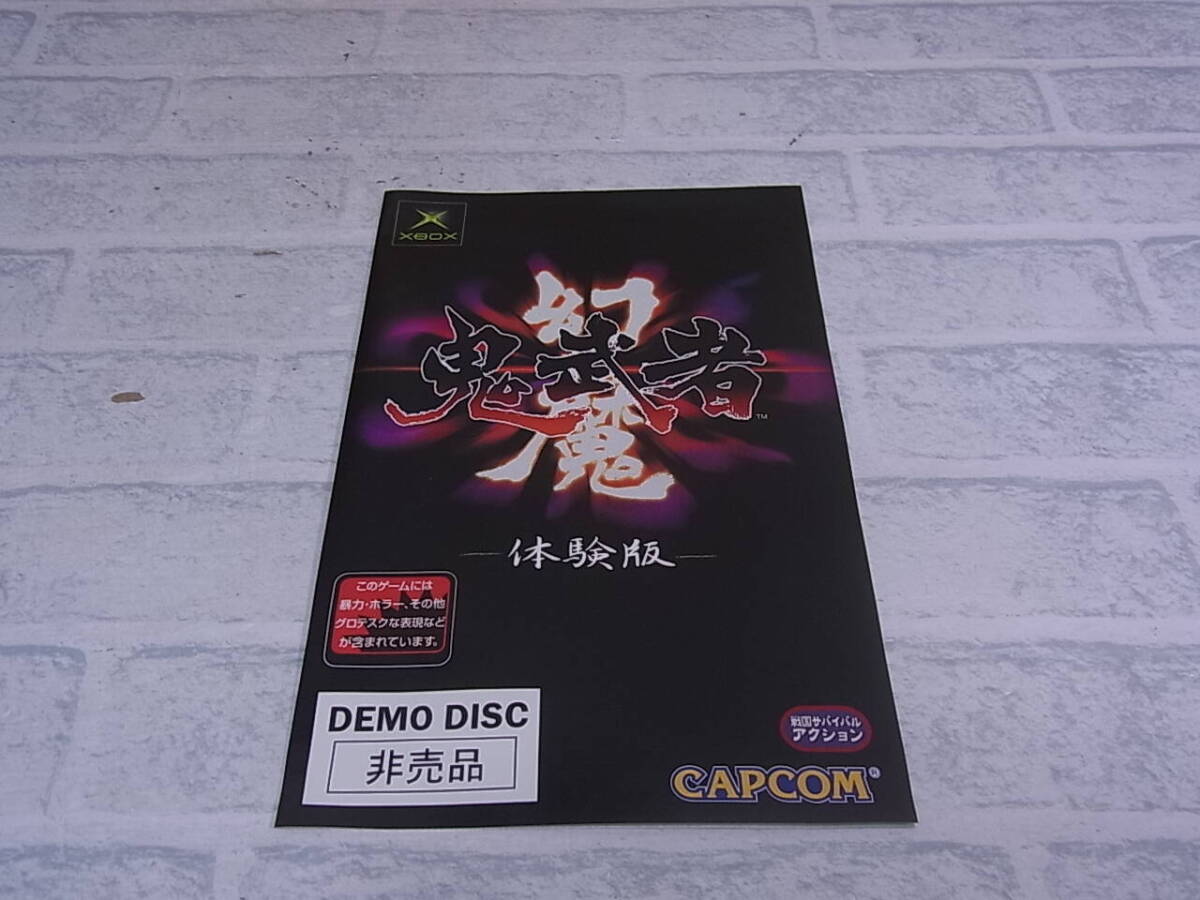 XBOX
幻
鬼武者
TM
魔
体験版
このゲームには
暴力・ホラー、その他
グロテスクな表現など
が含まれています。
DEMO DISC
非売品
戦国サバイバル
アクション
CAPCOM®